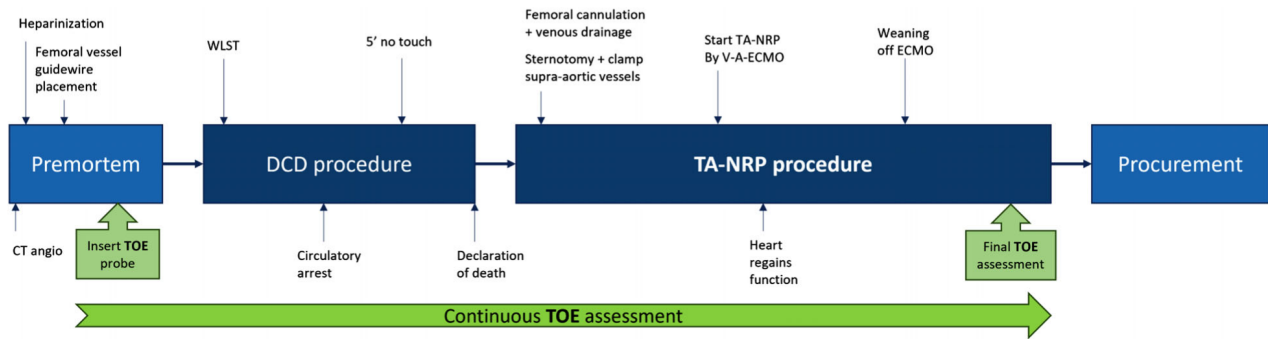 Heparinization
Femoral vessel
guidewire
placement
WLST
5' no touch
Femoral cannulation
+ venous drainage
Sternotomy + clamp
supra-aortic vessels
Start TA-NRP
By V-A-ECMO
Weaning
off ECMO
Premortem
DCD procedure
TA-NRP procedure
Procurement
CT angio
Insert TOE
probe
Circulatory
arrest
Declaration
of death
Heart
regains
function
Final TOE
assessment
Continuous TOE assessment